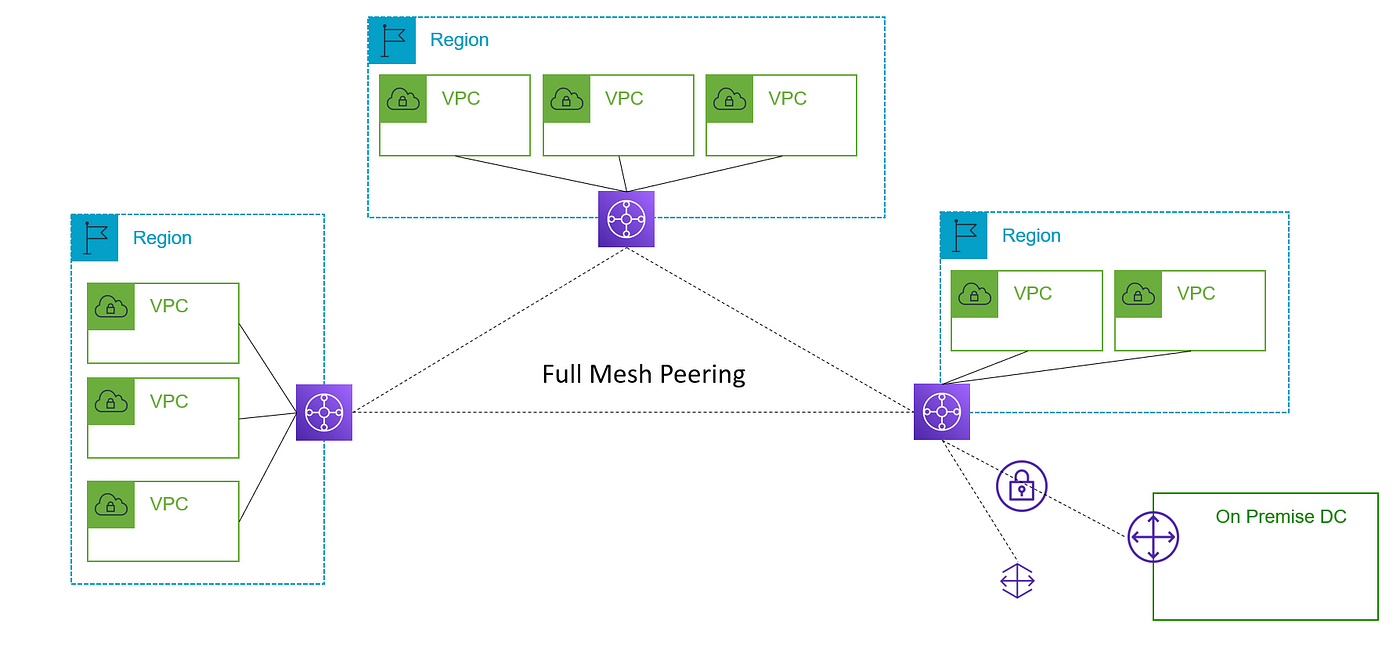 Region
VPC
VPC
VPC
Region
VPC
VPC
VPC
Region
VPC
VPC
Full Mesh Peering
On Premise DC